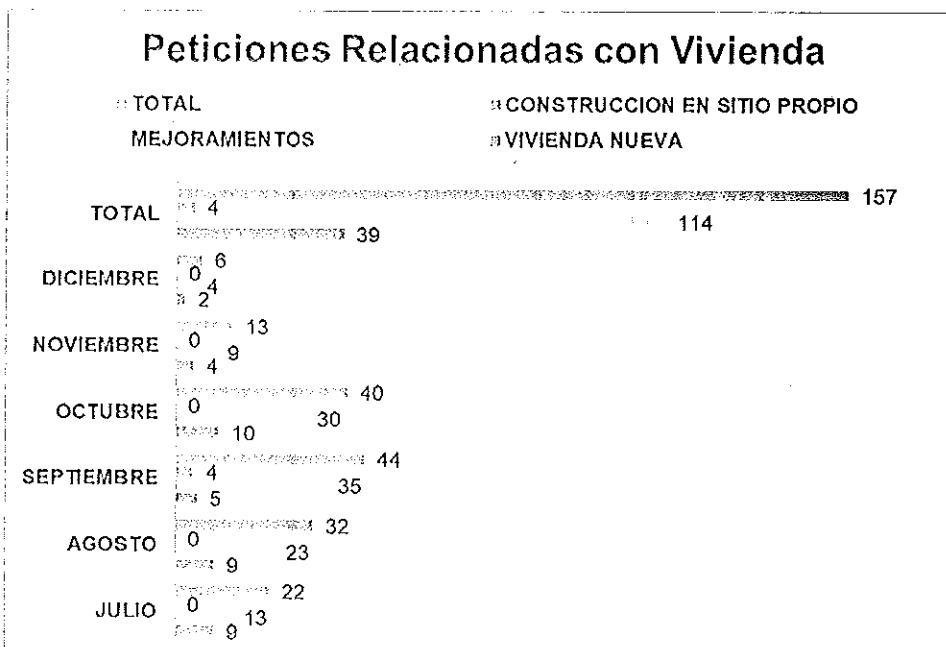 Peticiones Relacionadas con Vivienda
TOTAL CONSTRUCCION EN SITIO PROPIO
MEJORAMIENTOS VIVIENDA NUEVA
157
TOTAL 4
114
39
6
DICIEMBRE 0
4
2
13
NOVIEMBRE 0
9
4
40
OCTUBRE 0
30
10
44
SEPTIEMBRE 4
35
5
32
AGOSTO 0
23
9
22
JULIO 0
13
9